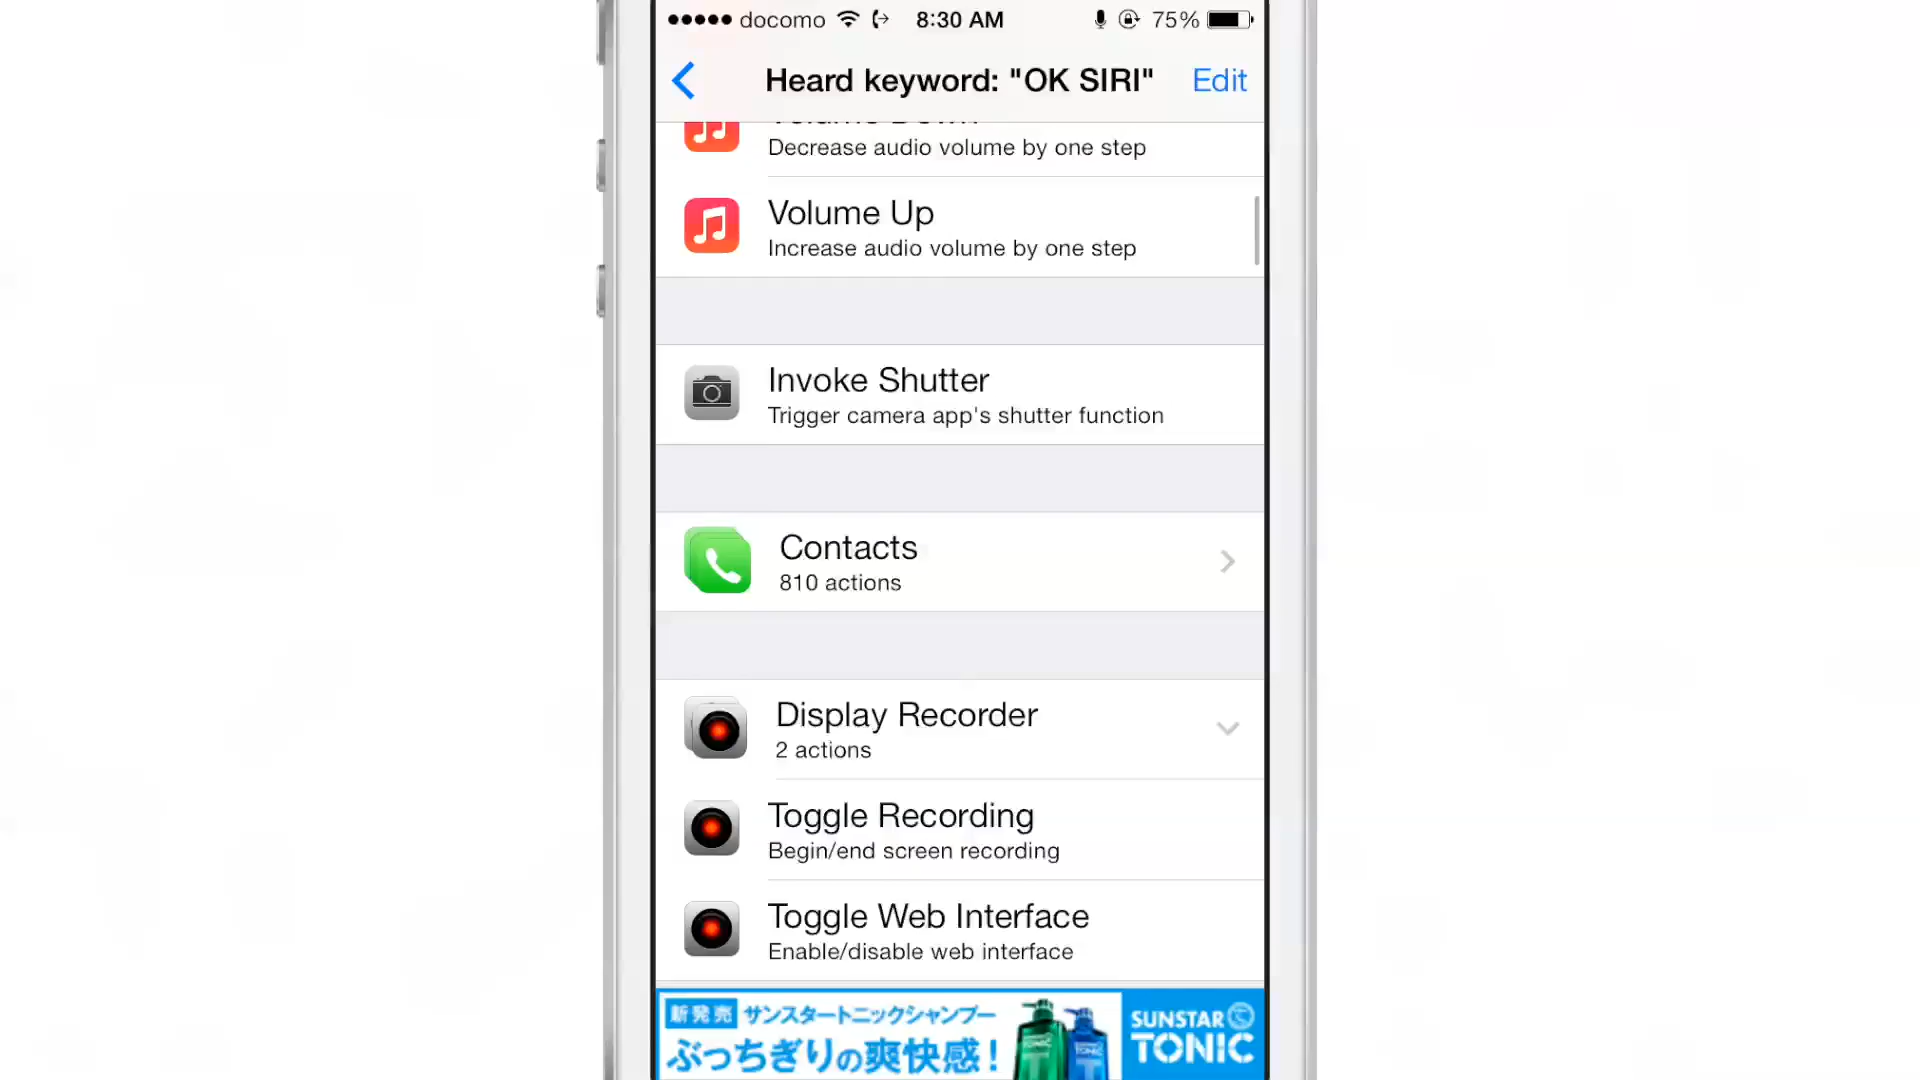 docomo 8:30 AM 75%
Heard keyword: "OK SIRI" Edit
Volume Down
Decrease audio volume by one step
Volume Up
Increase audio volume by one step
Invoke Shutter
Trigger camera app's shutter function
Contacts
810 actions
Display Recorder
2 actions
Toggle Recording
Begin/end screen recording
Toggle Web Interface
Enable/disable web interface
新発売 サンスタートニックシャンプー
ぶっちぎりの爽快感!
TONIC
TONIC
SUNSTAR
TONIC